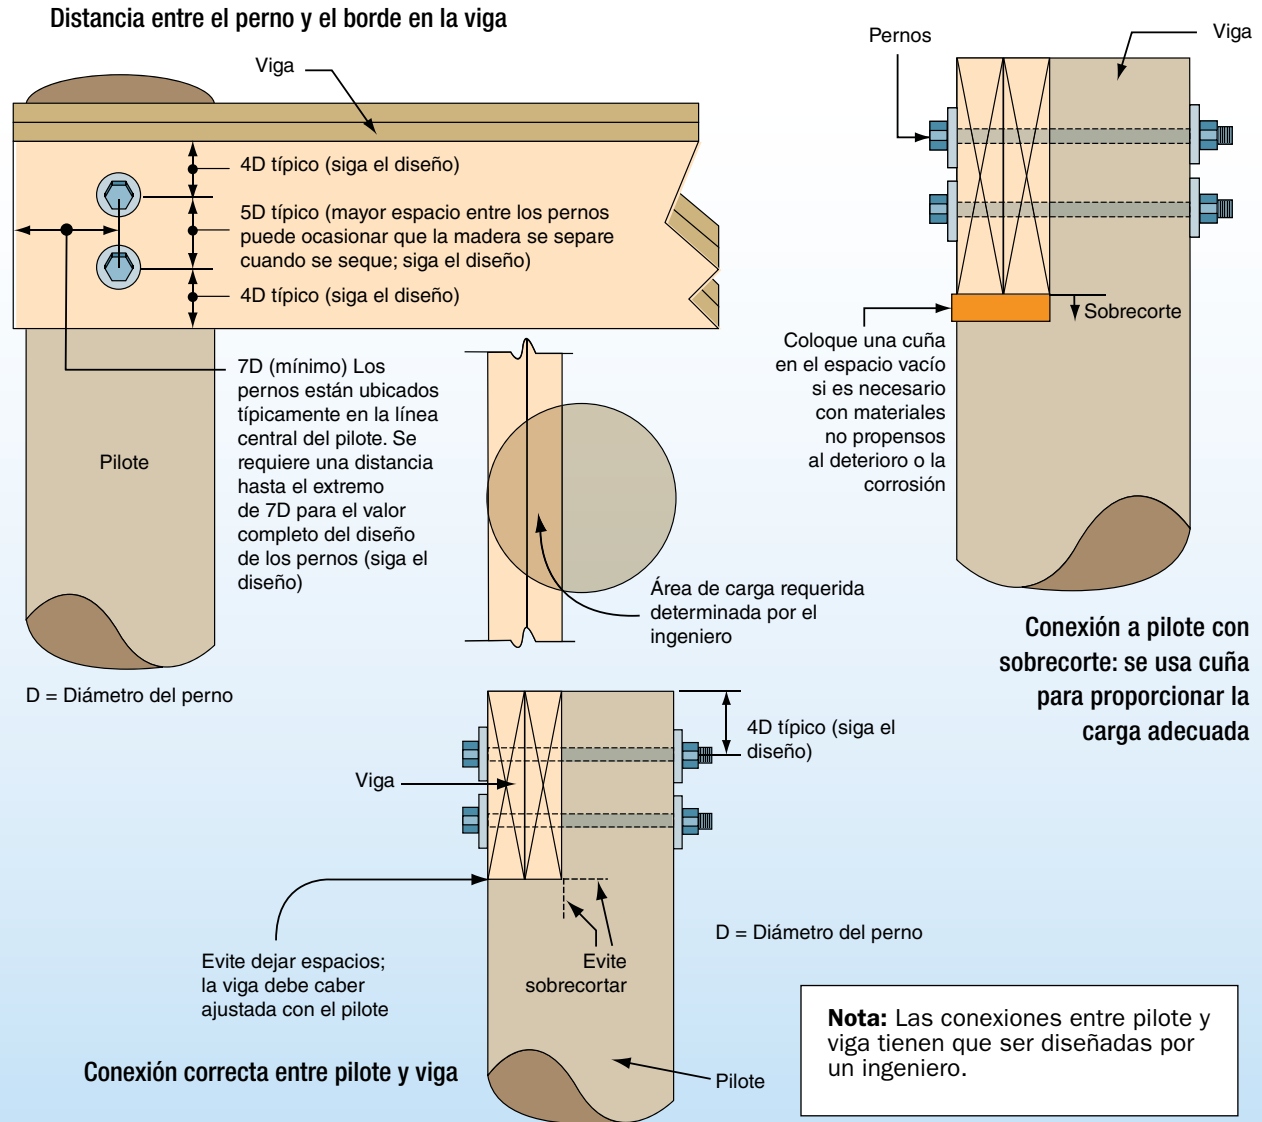 Distancia entre el perno y el borde en la viga
Viga
4D típico (siga el diseño)
5D típico (mayor espacio entre los pernos
puede ocasionar que la madera se separe
cuando se seque; siga el diseño)
4D típico (siga el diseño)
7D (mínimo) Los
pernos están ubicados
típicamente en la línea
central del pilote. Se
requiere una distancia
hasta el extremo
de 7D para el valor
completo del diseño
de los pernos (siga el
diseño)
Pilote
D = Diámetro del perno
Área de carga requerida
determinada por el
ingeniero
Pernos
Viga
Sobrecorte
Coloque una cuña
en el espacio vacío
si es necesario
con materiales
no propensos
al deterioro o la
corrosión
Conexión a pilote con
sobrecorte: se usa cuña
para proporcionar la
carga adecuada
4D típico (siga el
diseño)
Viga
Evite dejar espacios;
la viga debe caber
ajustada con el pilote
Evite
sobrecortar
D = Diámetro del perno
Pilote
Conexión correcta entre pilote y viga
Nota: Las conexiones entre pilote y
viga tienen que ser diseñadas por
un ingeniero.